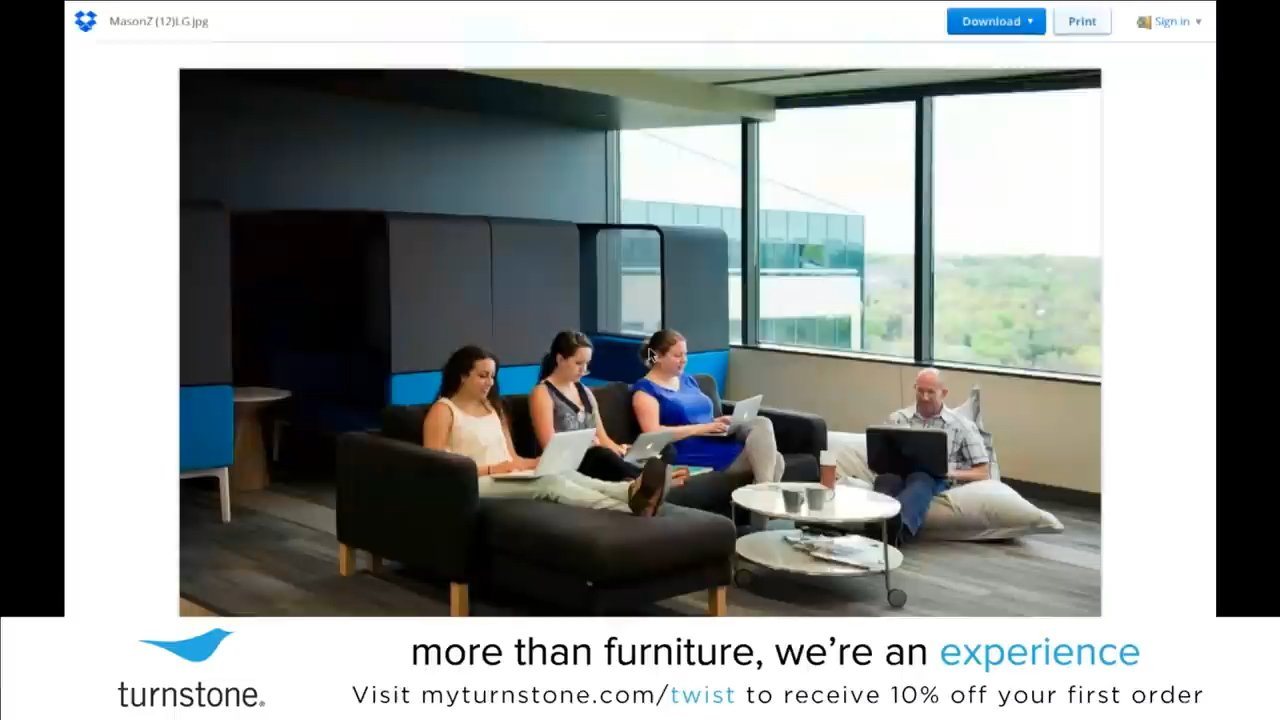 MasonZ (12)LG.jpg
Download
Print
Sign in
more than furniture, we're an experience
turnstone.
Visit myturnstone.com/twist to receive 10% off your first order